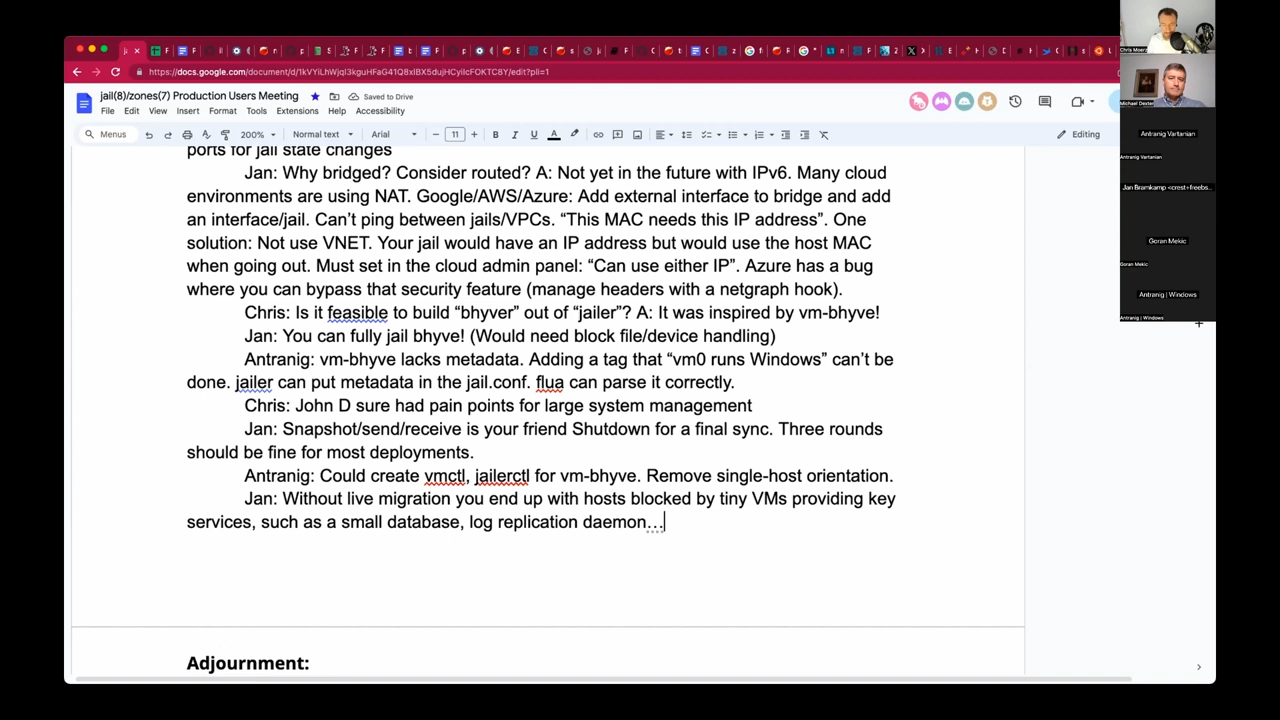 https://docs.google.com/document/d/1kVYiLhWjqI3kguHFaG41Q8xIBX5dujHCyiIcFOKTC8Y/edit?pli=1
jail(8)/zones(7) Production Users Meeting
Saved to Drive
File Edit View Insert Format Tools Extensions Help Accessibility
Menus 200% Normal text Arial 11 Editing
ports for jail state changes
Jan: Why bridged? Consider routed? A: Not yet in the future with IPv6. Many cloud
environments are using NAT. Google/AWS/Azure: Add external interface to bridge and add
an interface/jail. Can’t ping between jails/VPCs. “This MAC needs this IP address”. One
solution: Not use VNET. Your jail would have an IP address but would use the host MAC
when going out. Must set in the cloud admin panel: “Can use either IP”. Azure has a bug
where you can bypass that security feature (manage headers with a netgraph hook).
Chris: Is it feasible to build “bhyver” out of “jailer”? A: It was inspired by vm-bhyve!
Jan: You can fully jail bhyve! (Would need block file/device handling)
Antranig: vm-bhyve lacks metadata. Adding a tag that “vm0 runs Windows” can’t be
done. jailer can put metadata in the jail.conf. flua can parse it correctly.
Chris: John D sure had pain points for large system management
Jan: Snapshot/send/receive is your friend Shutdown for a final sync. Three rounds
should be fine for most deployments.
Antranig: Could create vmctl, jailerctl for vm-bhyve. Remove single-host orientation.
Jan: Without live migration you end up with hosts blocked by tiny VMs providing key
services, such as a small database, log replication daemon…
Adjournment:
Chris Moerz
Michael Dexter
Antranig Vartanian
Antranig Vartanian
Jan Bramkamp <crest+freebs...
Goran Mekic
Goran Mekic
Antranig | Windows
Antranig | Windows